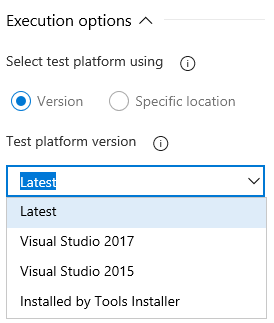 Execution options
Select test platform using
Version
Specific location
Test platform version
Latest
Latest
Visual Studio 2017
Visual Studio 2015
Installed by Tools Installer